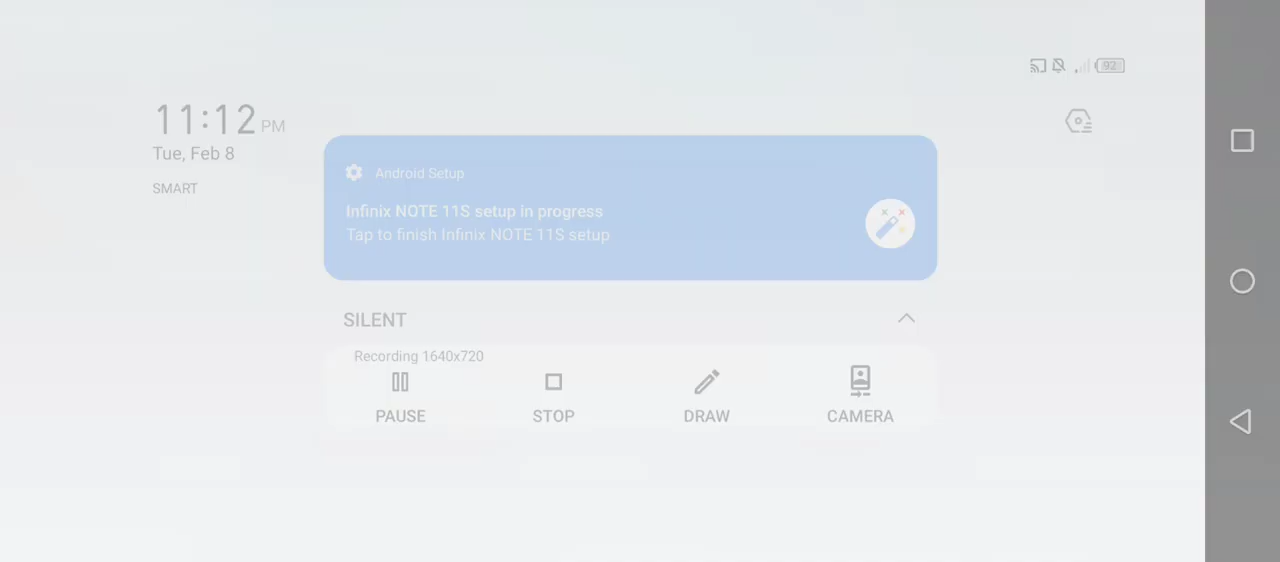 92
11:12 PM
Tue, Feb 8
SMART
Android Setup
Infinix NOTE 11S setup in progress
Tap to finish Infinix NOTE 11S setup
SILENT
Recording 1640x720
PAUSE STOP DRAW CAMERA